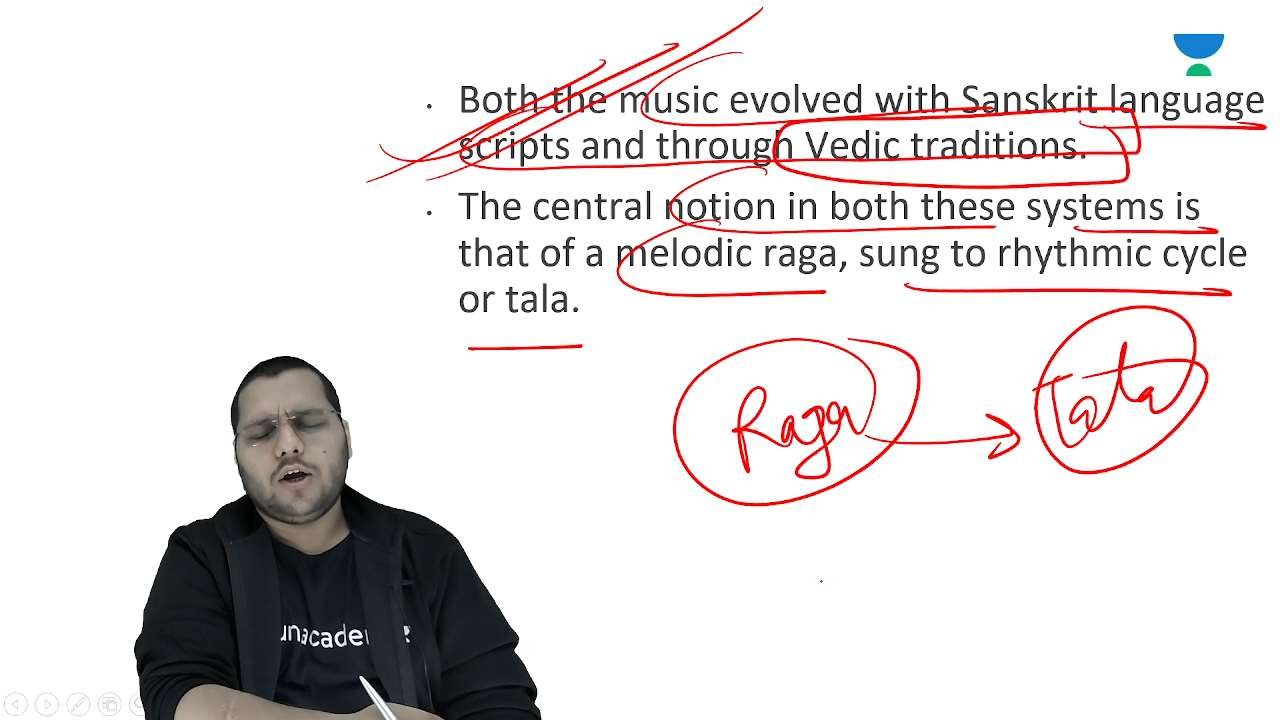 Both the music evolved with Sanskrit language
scripts and through Vedic traditions.
The central notion in both these systems is
that of a melodic raga, sung to rhythmic cycle
or tala.
Raga
Tala
unacade